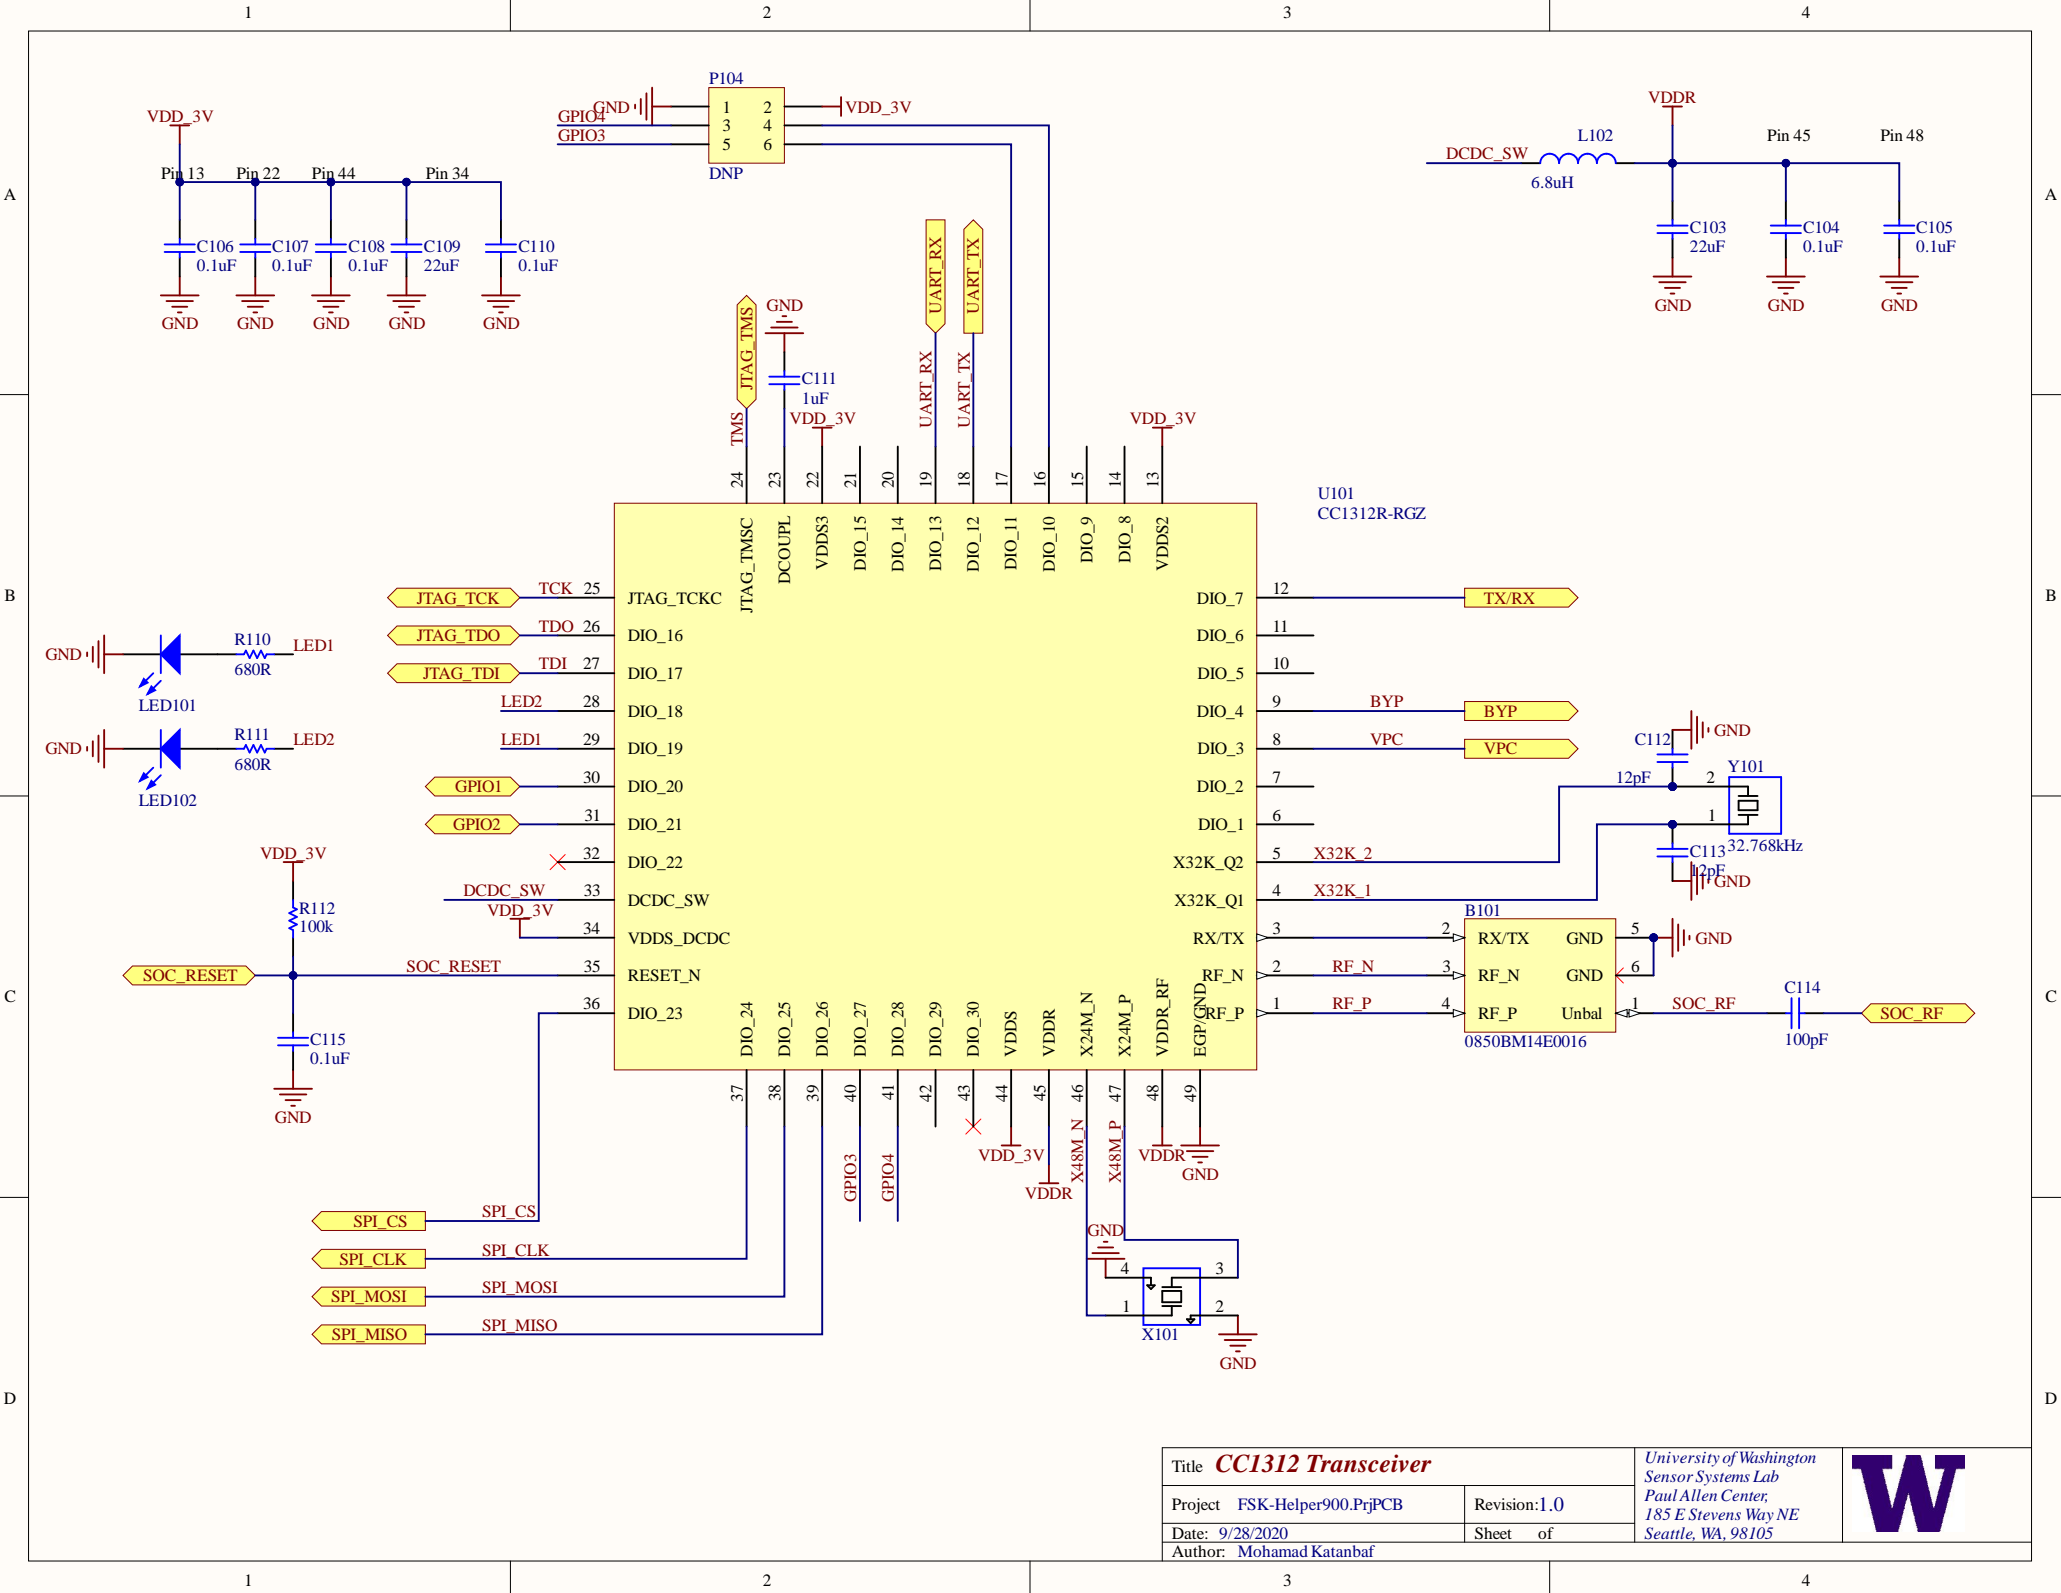 1 2 3 4
A
B
C
D
A
B
C
D
1 2 3 4
VDD_3V
Pin 13 Pin 22 Pin 44 Pin 34
C106 C107 C108 C109 C110
0.1uF 0.1uF 0.1uF 22uF 0.1uF
GND GND GND GND GND
P104
GND 1 2 VDD_3V
GPIO4 3 4
GPIO3 5 6
DNP
VDDR
DCDC_SW L102 Pin 45 Pin 48
6.8uH
C103 C104 C105
22uF 0.1uF 0.1uF
GND GND GND
JTAG_TMS
TMS
GND
C111
1uF
VDD_3V
UART_RX
UART_RX
UART_TX
UART_TX
VDD_3V
24 23 22 21 20 19 18 17 16 15 14 13
JTAG_TMSC DCOUPL VDDS3 DIO_15 DIO_14 DIO_13 DIO_12 DIO_11 DIO_10 DIO_9 DIO_8 VDDS2
U101
CC1312R-RGZ
JTAG_TCK TCK 25 JTAG_TCKC
JTAG_TDO TDO 26 DIO_16
JTAG_TDI TDI 27 DIO_17
LED2 28 DIO_18
LED1 29 DIO_19
GPIO1 30 DIO_20
GPIO2 31 DIO_21
32 DIO_22
DCDC_SW 33 DCDC_SW
VDD_3V
34 VDDS_DCDC
SOC_RESET SOC_RESET 35 RESET_N
36 DIO_23
GND R110 LED1
680R
LED101
GND R111 LED2
680R
LED102
VDD_3V
R112
100k
C115
0.1uF
GND
DIO_7 12 TX/RX
DIO_6 11
DIO_5 10
DIO_4 9 BYP BYP
DIO_3 8 VPC VPC
DIO_2 7
DIO_1 6
X32K_Q2 5 X32K_2
X32K_Q1 4 X32K_1
RX/TX 3
RF_N 2 RF_N
RF_P 1 RF_P
C112 GND
12pF
2 Y101
1
C113 32.768kHz
12pF
GND
B101
2 RX/TX GND 5 GND
3 RF_N GND 6
4 RF_P Unbal 1 SOC_RF
0850BM14E0016
C114
100pF
SOC_RF
DIO_24 DIO_25 DIO_26 DIO_27 DIO_28 DIO_29 DIO_30 VDDS VDDR X24M_N X24M_P VDDR_RF EGP/GND
37 38 39 40 41 42 43 44 45 46 47 48 49
GPIO3 GPIO4 VDD_3V VDDR X48M_N X48M_P VDDR GND
SPI_CS SPI_CS
SPI_CLK SPI_CLK
SPI_MOSI SPI_MOSI
SPI_MISO SPI_MISO
GND
4 3
1 2
X101
GND
Title CC1312 Transceiver
Project FSK-Helper900.PrjPCB Revision:1.0
Date: 9/28/2020 Sheet of
Author: Mohamad Katanbaf
University of Washington
Sensor Systems Lab
Paul Allen Center,
185 E Stevens Way NE
Seattle, WA, 98105
W